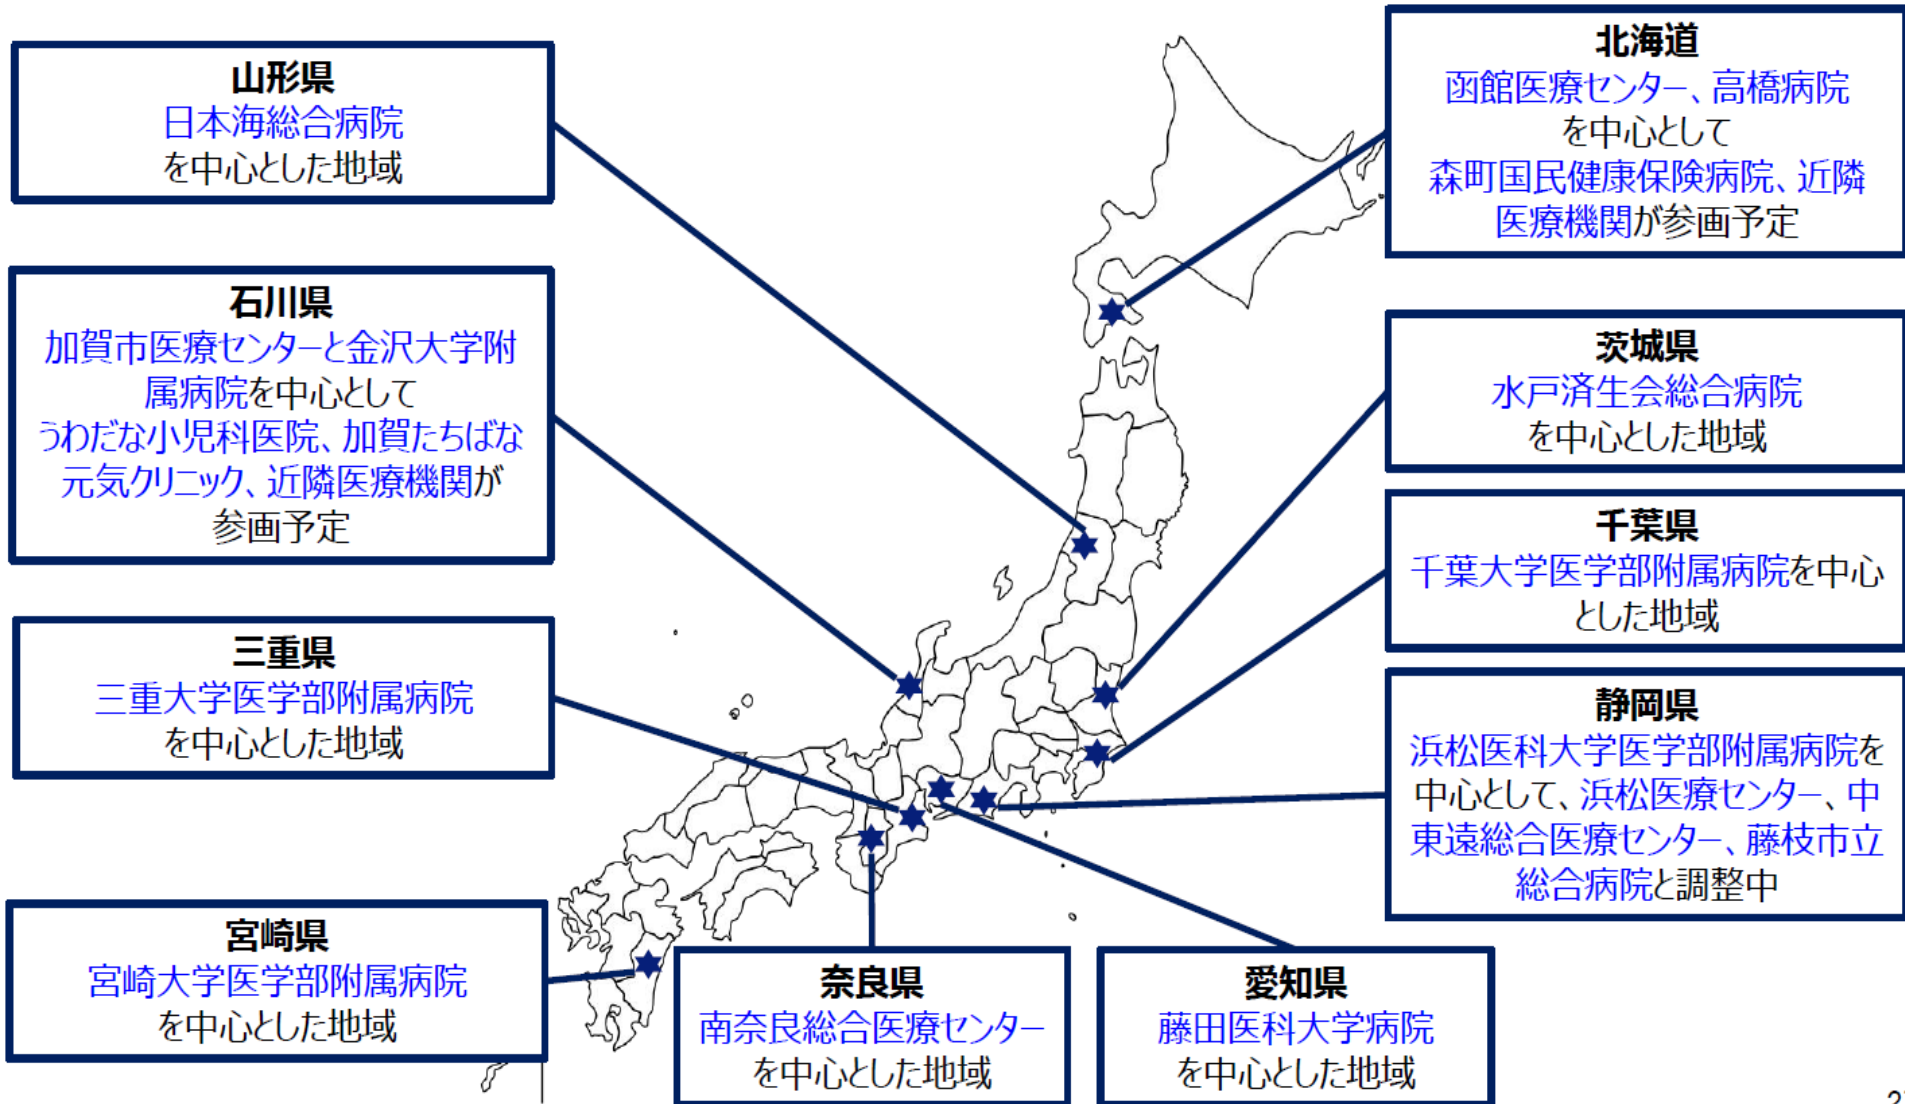 山形県
日本海総合病院
を中心とした地域
石川県
加賀市医療センターと金沢大学附
属病院を中心として
うわだな小児科医院、加賀たちばな
元気クリニック、近隣医療機関が
参画予定
三重県
三重大学医学部附属病院
を中心とした地域
宮崎県
宮崎大学医学部附属病院
を中心とした地域
奈良県
南奈良総合医療センター
を中心とした地域
愛知県
藤田医科大学病院
を中心とした地域
北海道
函館医療センター、高橋病院
を中心として
森町国民健康保険病院、近隣
医療機関が参画予定
茨城県
水戸済生会総合病院
を中心とした地域
千葉県
千葉大学医学部附属病院を中心
とした地域
静岡県
浜松医科大学医学部附属病院を
中心として、浜松医療センター、中
東遠総合医療センター、藤枝市立
総合病院と調整中